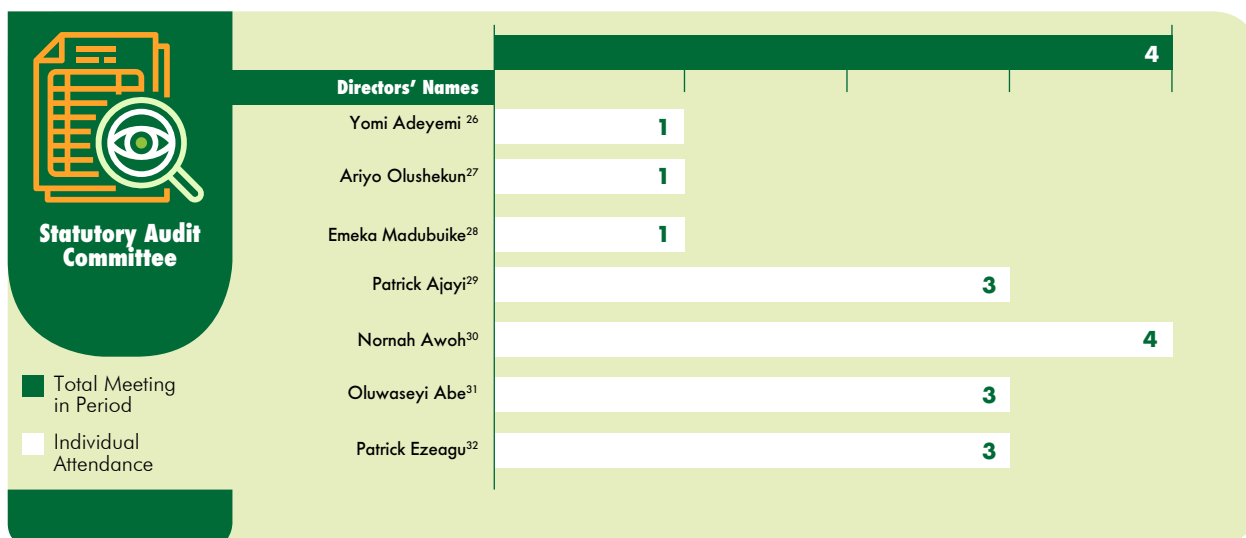 Statutory Audit
Committee
Total Meeting
in Period
Individual
Attendance
4
Directors’ Names
Yomi Adeyemi ²⁶ 1
Ariyo Olushekun²⁷ 1
Emeka Madubuike²⁸ 1
Patrick Ajayi²⁹ 3
Nornah Awoh³⁰ 4
Oluwaseyi Abe³¹ 3
Patrick Ezeagu³² 3